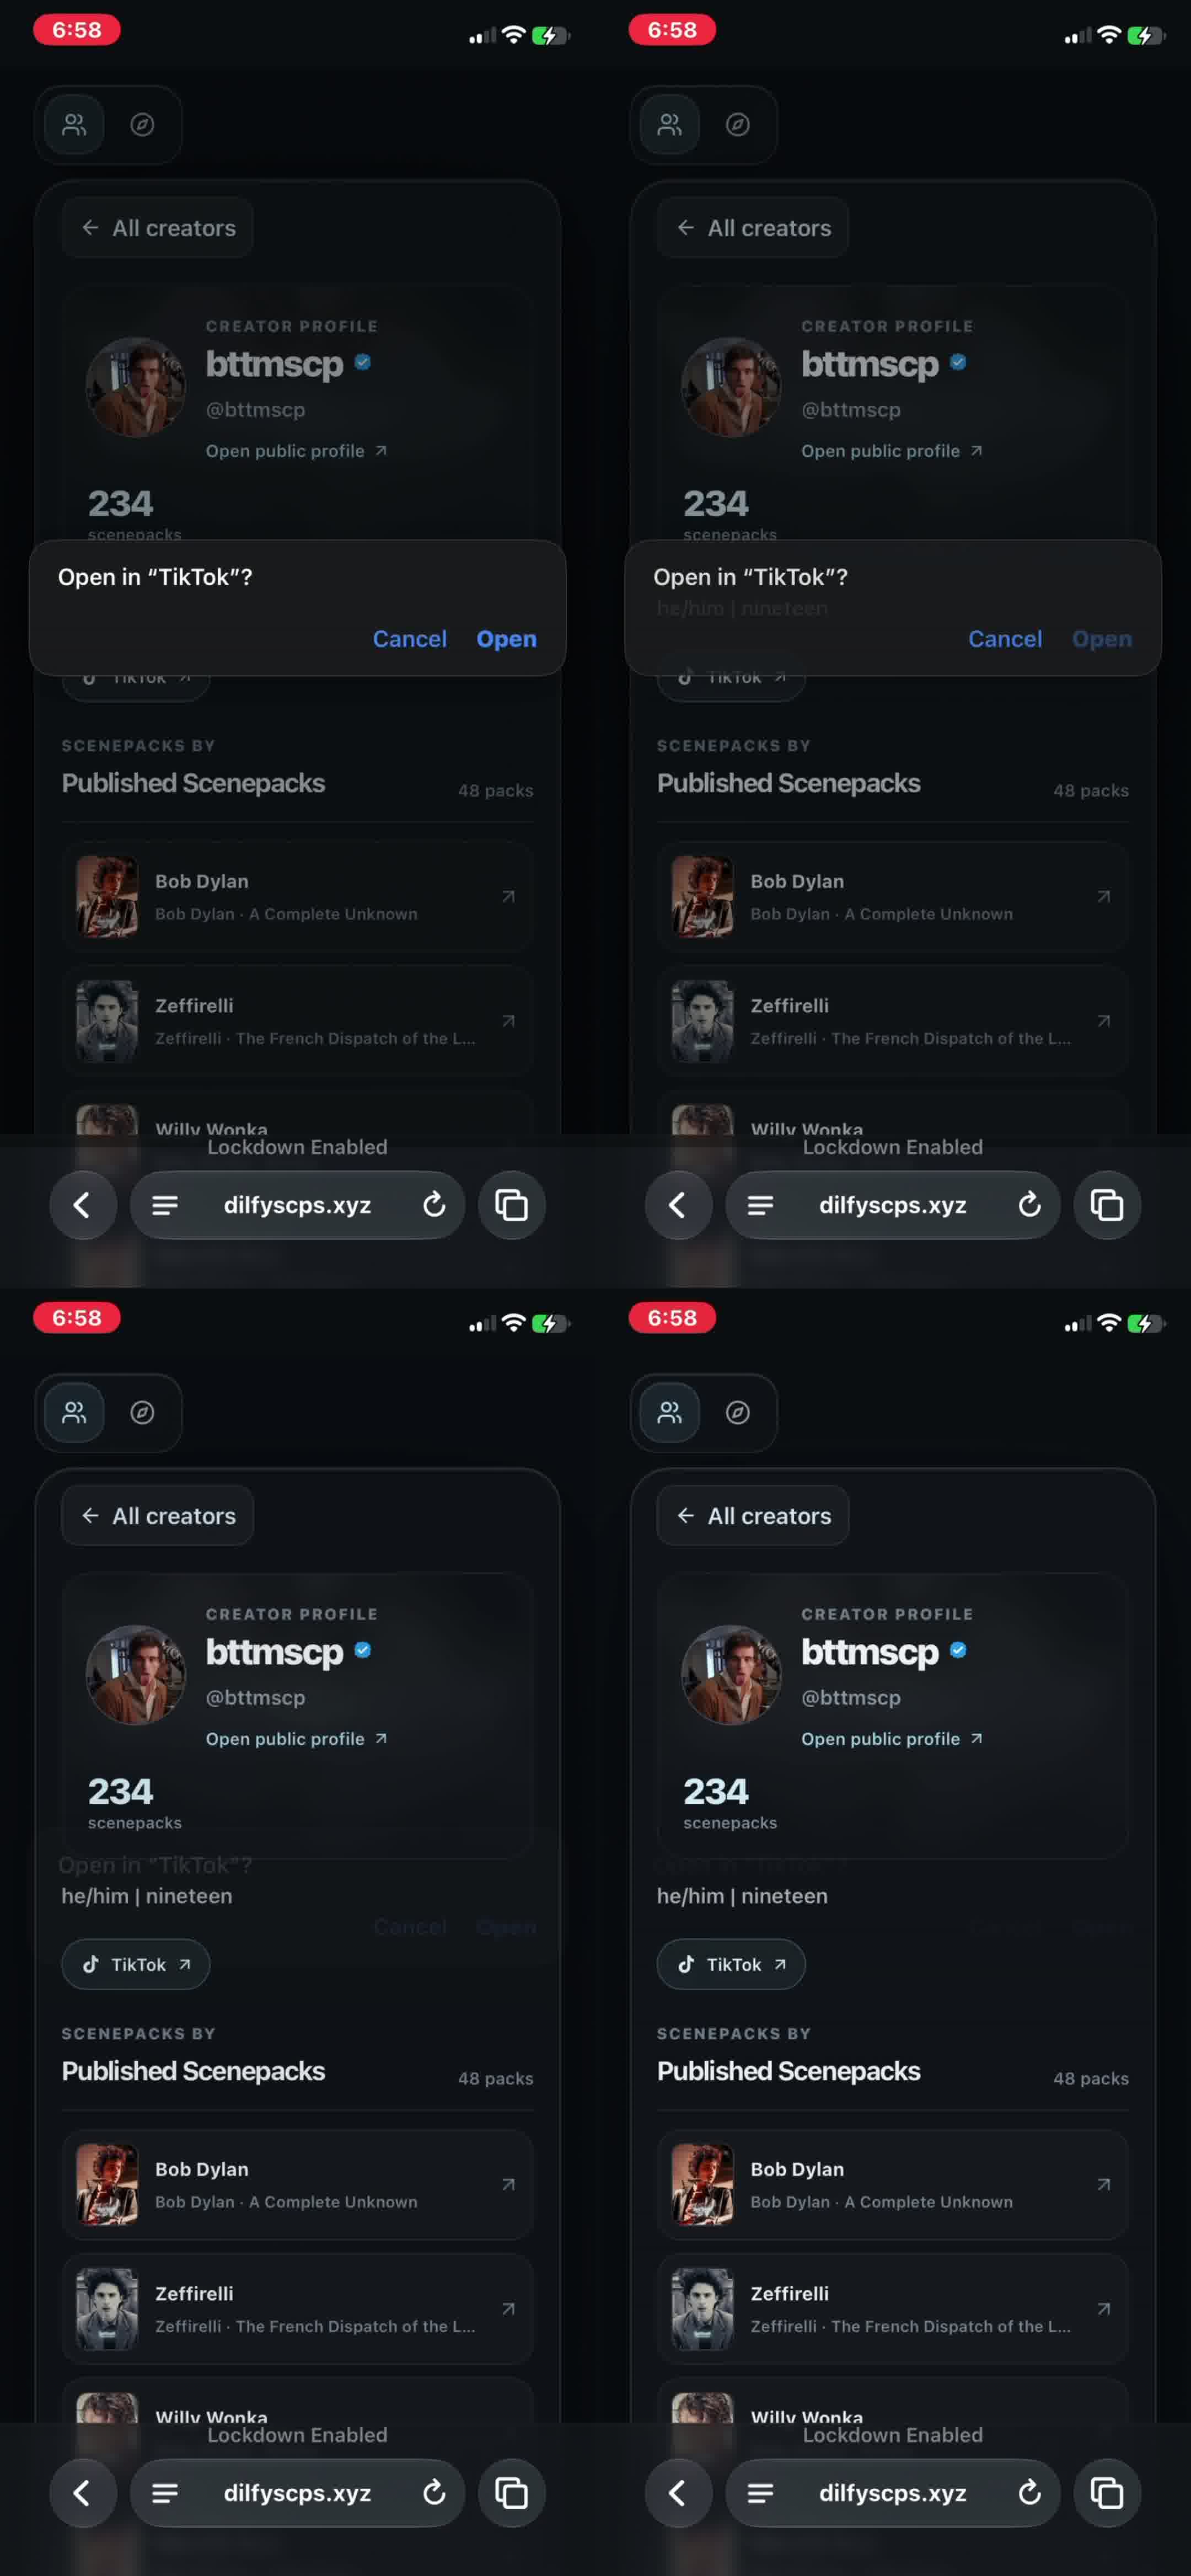 6:58
All creators
CREATOR PROFILE
bttmscp
@bttmscp
Open public profile
234
scenepacks
Open in “TikTok”?
Cancel Open
TikTok
SCENEPACKS BY
Published Scenepacks
48 packs
Bob Dylan
Bob Dylan · A Complete Unknown
Zeffirelli
Zeffirelli · The French Dispatch of the L...
Willy Wonka
Lockdown Enabled
dilfyscps.xyz
6:58
All creators
CREATOR PROFILE
bttmscp
@bttmscp
Open public profile
234
scenepacks
Open in “TikTok”?
he/him | nineteen
Cancel Open
TikTok
SCENEPACKS BY
Published Scenepacks
48 packs
Bob Dylan
Bob Dylan · A Complete Unknown
Zeffirelli
Zeffirelli · The French Dispatch of the L...
Willy Wonka
Lockdown Enabled
dilfyscps.xyz
6:58
All creators
CREATOR PROFILE
bttmscp
@bttmscp
Open public profile
234
scenepacks
Open in “TikTok”?
he/him | nineteen
Cancel Open
TikTok
SCENEPACKS BY
Published Scenepacks
48 packs
Bob Dylan
Bob Dylan · A Complete Unknown
Zeffirelli
Zeffirelli · The French Dispatch of the L...
Willy Wonka
Lockdown Enabled
dilfyscps.xyz
6:58
All creators
CREATOR PROFILE
bttmscp
@bttmscp
Open public profile
234
scenepacks
he/him | nineteen
TikTok
SCENEPACKS BY
Published Scenepacks
48 packs
Bob Dylan
Bob Dylan · A Complete Unknown
Zeffirelli
Zeffirelli · The French Dispatch of the L...
Willy Wonka
Lockdown Enabled
dilfyscps.xyz